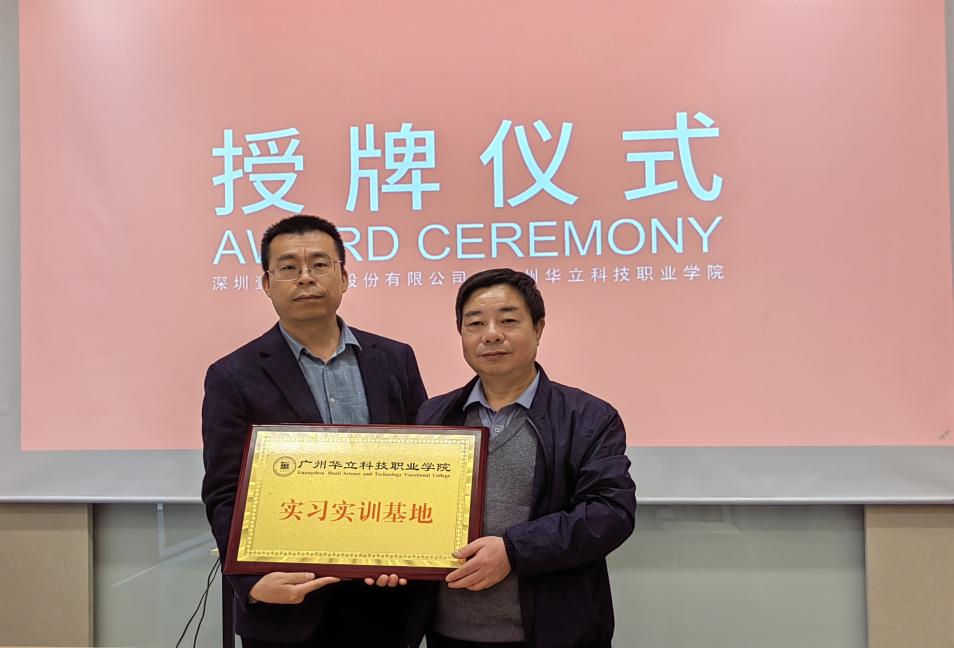 授牌仪式
AWARD CEREMONY
深圳 股份有限公司 州华立科技职业学院
广州华立科技职业学院
Guangzhou Huali Science and Technology Vocational College
实习实训基地